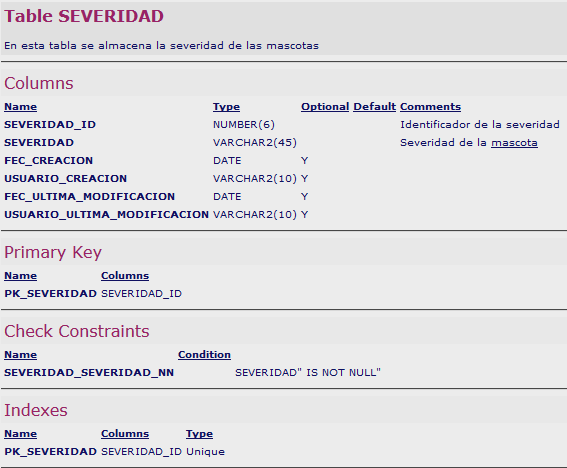 Table SEVERIDAD
En esta tabla se almacena la severidad de las mascotas
Columns
Name Type Optional Default Comments
SEVERIDAD_ID NUMBER(6) Identificador de la severidad
SEVERIDAD VARCHAR2(45) Severidad de la mascota
FEC_CREACION DATE Y
USUARIO_CREACION VARCHAR2(10) Y
FEC_ULTIMA_MODIFICACION DATE Y
USUARIO_ULTIMA_MODIFICACION VARCHAR2(10) Y
Primary Key
Name Columns
PK_SEVERIDAD SEVERIDAD_ID
Check Constraints
Name Condition
SEVERIDAD_SEVERIDAD_NN SEVERIDAD" IS NOT NULL"
Indexes
Name Columns Type
PK_SEVERIDAD SEVERIDAD_ID Unique